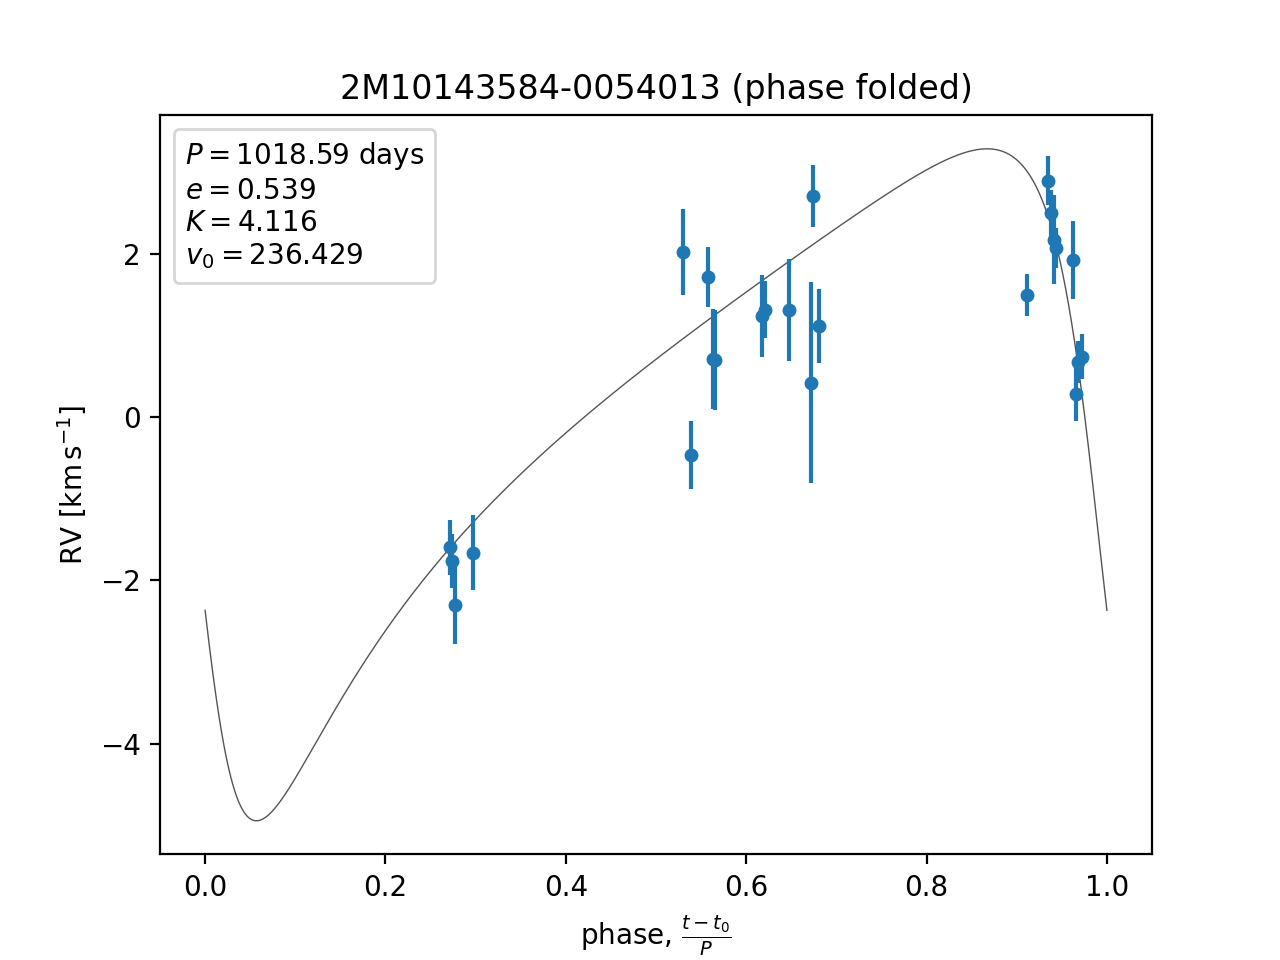 2M10143584-0054013 (phase folded)
P = 1018.59 days
e = 0.539
K = 4.116
v₀ = 236.429
2
0
−2
−4
RV [km s⁻¹]
0.0 0.2 0.4 0.6 0.8 1.0
phase, (t − t₀)/P